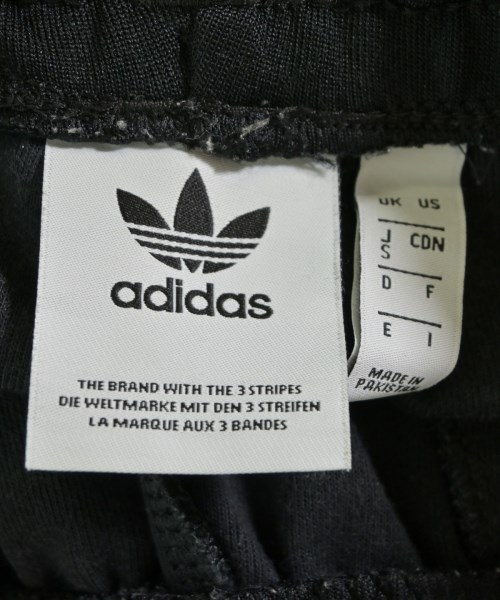 adidas
THE BRAND WITH THE 3 STRIPES
DIE WELTMARKE MIT DEN 3 STREIFEN
LA MARQUE AUX 3 BANDES
UK US
J S CDN
D F
E I
MADE IN
PAKISTAN